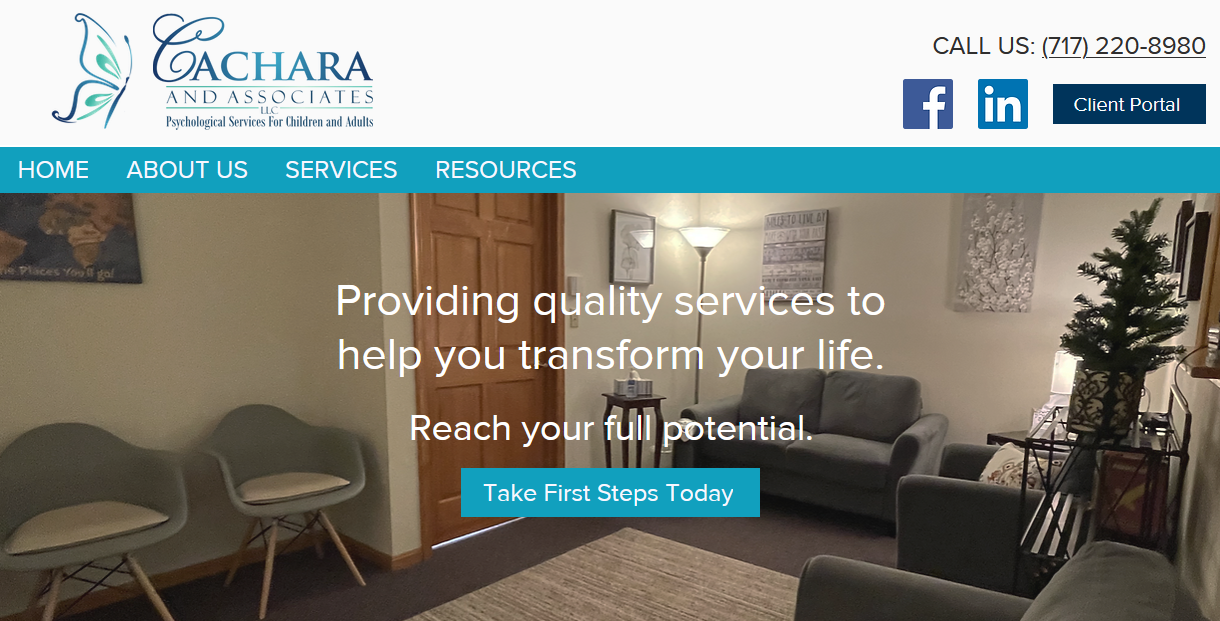 CACHARA
AND ASSOCIATES
LLC
Psychological Services For Children and Adults
CALL US: (717) 220-8980
f
in
Client Portal
HOME
ABOUT US
SERVICES
RESOURCES
Places You'll go!
Providing quality services to
help you transform your life.
Reach your full potential.
Take First Steps Today